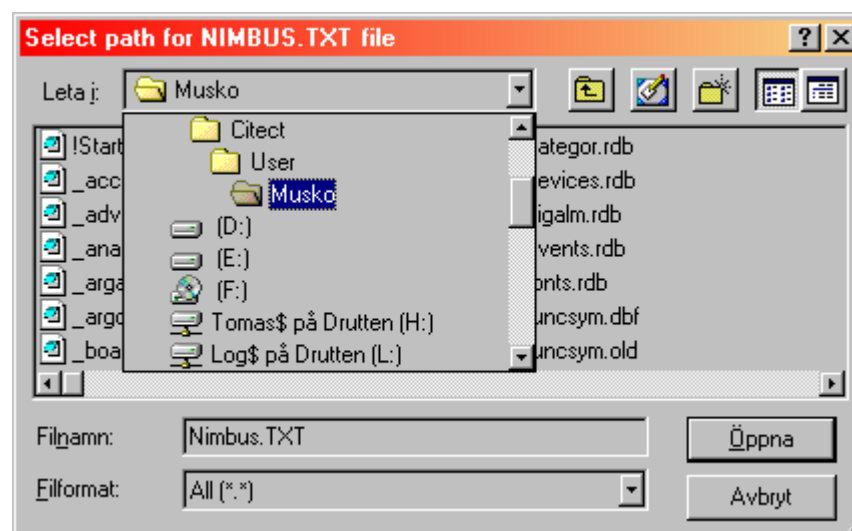 Select path for NIMBUS.TXT file
Leta i: Musko
Citect
User
Musko
(D:)
(E:)
(F:)
Tomas$ på Drutten (H:)
Log$ på Drutten (L:)
!Start
_acc
_adv
_ana
_arga
_argo
_boa
ategor.rdb
evices.rdb
igalm.rdb
vents.rdb
onts.rdb
uncsym.dbf
uncsym.old
Filnamn: Nimbus.TXT Öppna
Filformat: All (*.*) Avbryt